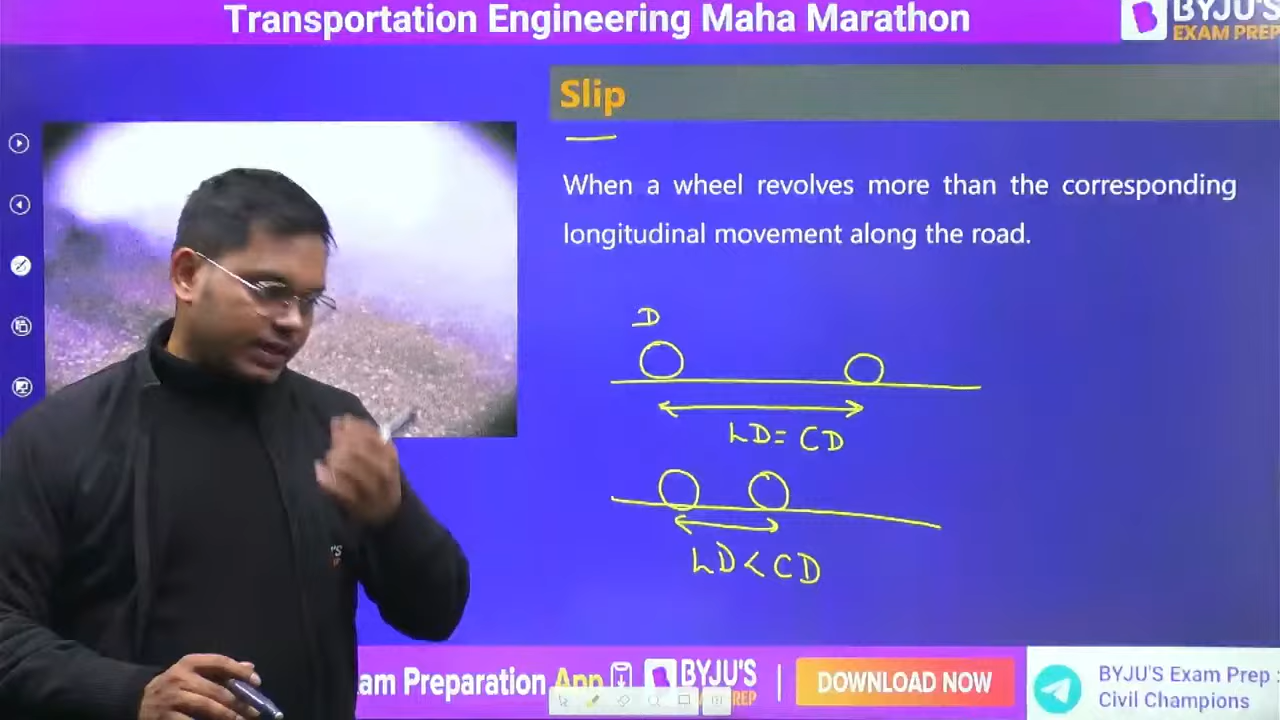 Transportation Engineering Maha Marathon
BYJU'S
EXAM PREP
Slip
When a wheel revolves more than the corresponding
longitudinal movement along the road.
D
LD = CD
LD < CD
am Preparation App
BYJU'S
DOWNLOAD NOW
BYJU'S Exam Prep :
Civil Champions